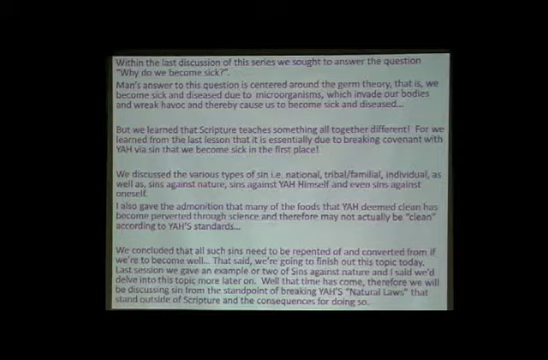 Within the last discussion of this series we sought to answer the question
"Why do we become sick?".
Man's answer to this question is centered around the germ theory, that is, we
become sick and diseased due to microorganisms, which invade our bodies
and wreak havoc and thereby cause us to become sick and diseased...
But we learned that Scripture teaches something all together different! For we
learned from the last lesson that it is essentially due to breaking covenant with
YAH via sin that we become sick in the first place!
We discussed the various types of sin i.e. national, tribal/familial, individual, as
well as, sins against nature, sins against YAH Himself and even sins against
oneself.
I also gave the admonition that many of the foods that YAH deemed clean has
become perverted through science and therefore may not actually be "clean"
according to YAH'S standards...
We concluded that all such sins need to be repented of and converted from if
we're to become well... That said, we're going to finish out this topic today.
Last session we gave an example or two of Sins against nature and I said we'd
delve into this topic more later on. Well that time has come, therefore we will
be discussing sin from the standpoint of breaking YAH'S "Natural Laws" that
stand outside of Scripture and the consequences for doing so.